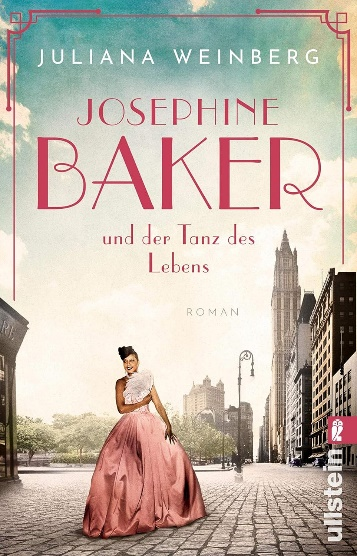 JULIANA WEINBERG
JOSEPHINE
BAKER
und der Tanz des
Lebens
ROMAN
ullstein